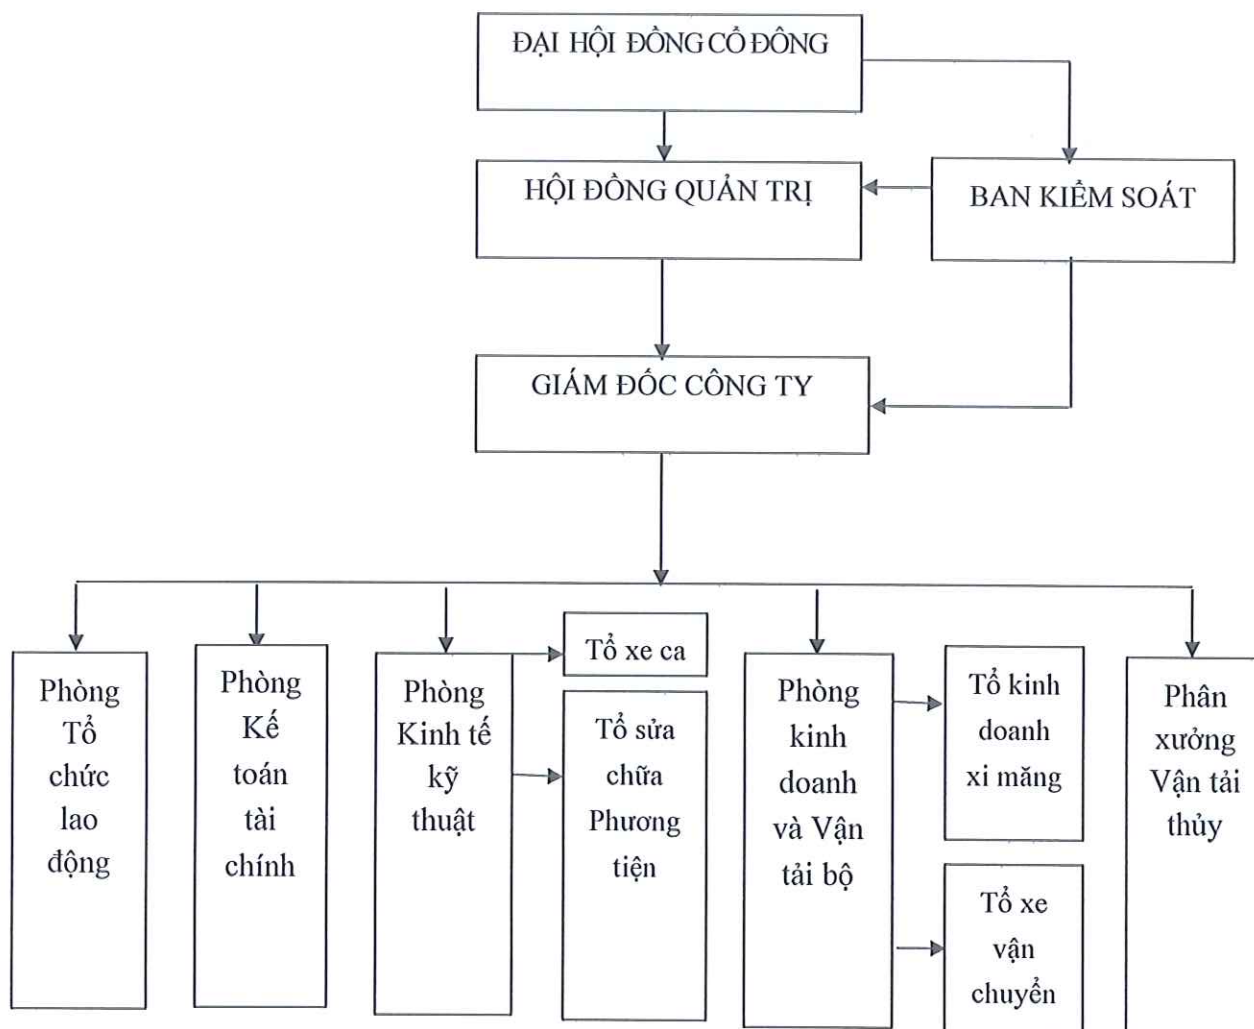 ĐẠI HỘI ĐỒNG CỔ ĐÔNG
HỘI ĐỒNG QUẢN TRỊ
BAN KIỂM SOÁT
GIÁM ĐỐC CÔNG TY
Phòng
Tổ
chức
lao
động
Phòng
Kế
toán
tài
chính
Phòng
Kinh tế
kỹ
thuật
Tổ xe ca
Tổ sửa
chữa
Phương
tiện
Phòng
kinh
doanh
và Vận
tải bộ
Tổ kinh
doanh
xi măng
Tổ xe
vận
chuyển
Phân
xưởng
Vận tải
thủy